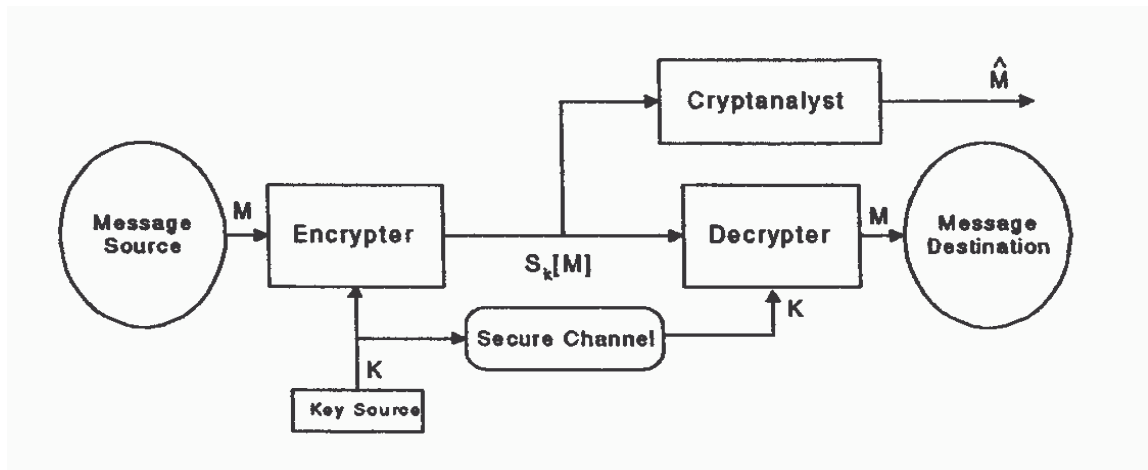 Cryptanalyst
M̂
Message
Source
M
Encrypter
S_k[M]
Decrypter
M
Message
Destination
Secure Channel
K
K
Key Source